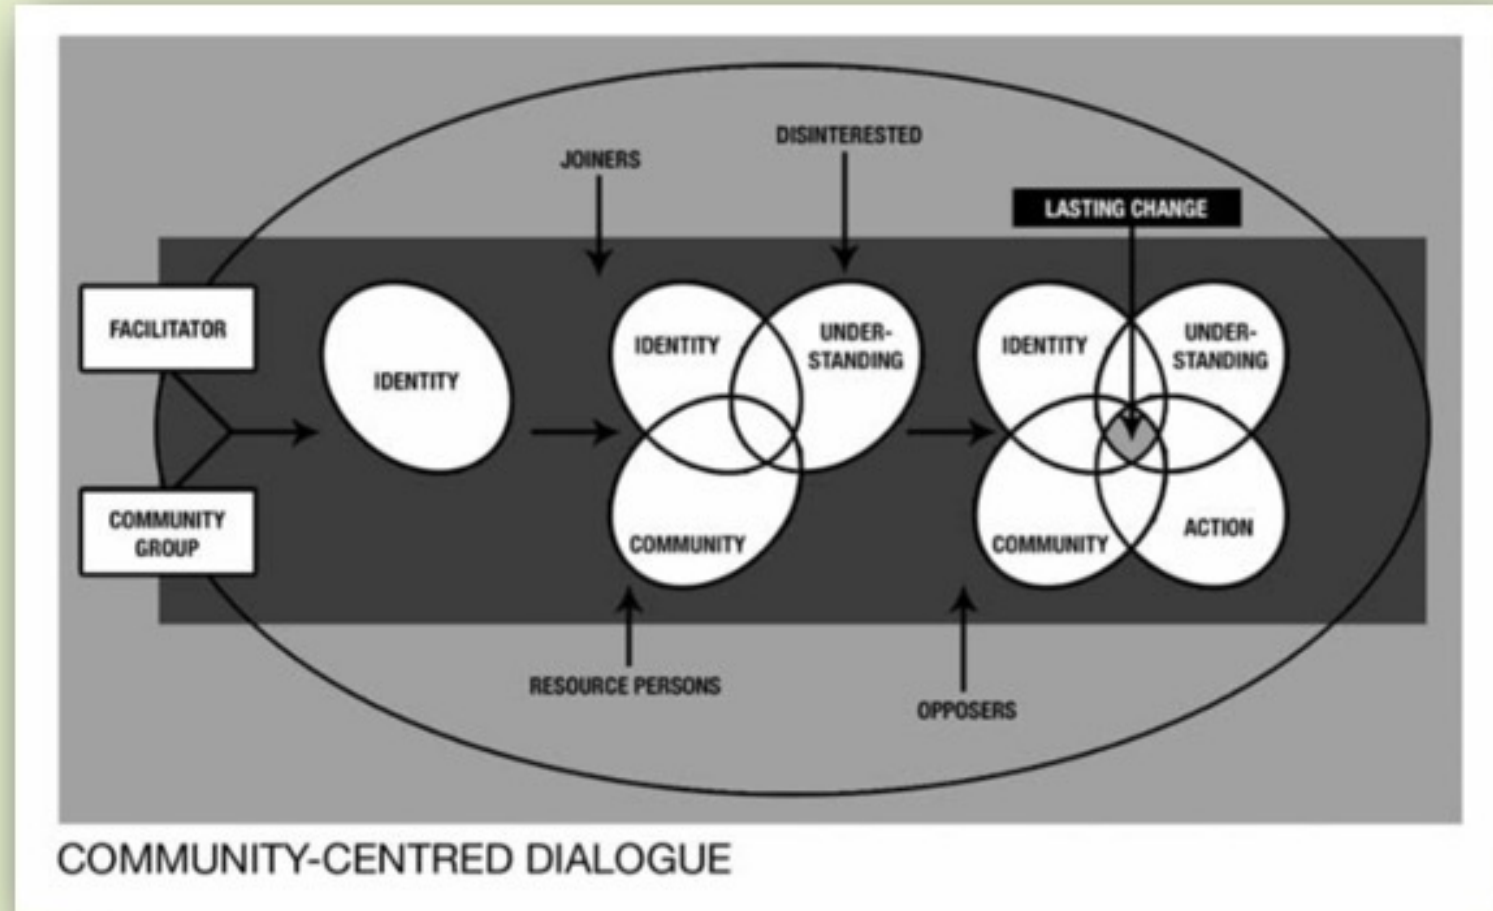 DISINTERESTED
JOINERS
LASTING CHANGE
FACILITATOR
IDENTITY
IDENTITY
UNDER-
STANDING
IDENTITY
UNDER-
STANDING
COMMUNITY
GROUP
COMMUNITY
COMMUNITY
ACTION
RESOURCE PERSONS
OPPOSERS
COMMUNITY-CENTRED DIALOGUE